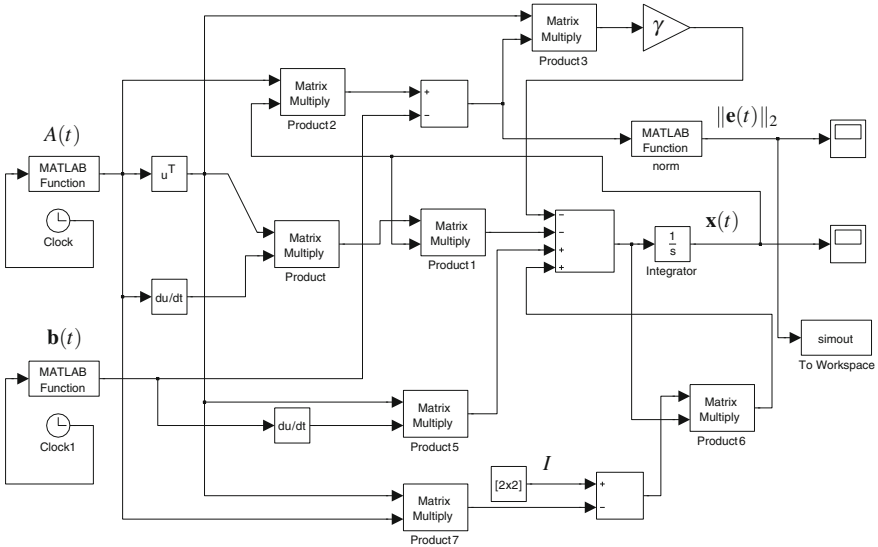 Matrix
Multiply
Product3
γ
Matrix
Multiply
Product2
+
−
A(t)
MATLAB
Function
u^T
Clock
MATLAB
Function
norm
‖e(t)‖₂
Matrix
Multiply
Product
Matrix
Multiply
Product1
−
−
+
+
1
s
Integrator
x(t)
du/dt
b(t)
MATLAB
Function
Clock1
simout
To Workspace
du/dt
Matrix
Multiply
Product5
Matrix
Multiply
Product6
[2x2]
I
+
−
Matrix
Multiply
Product7